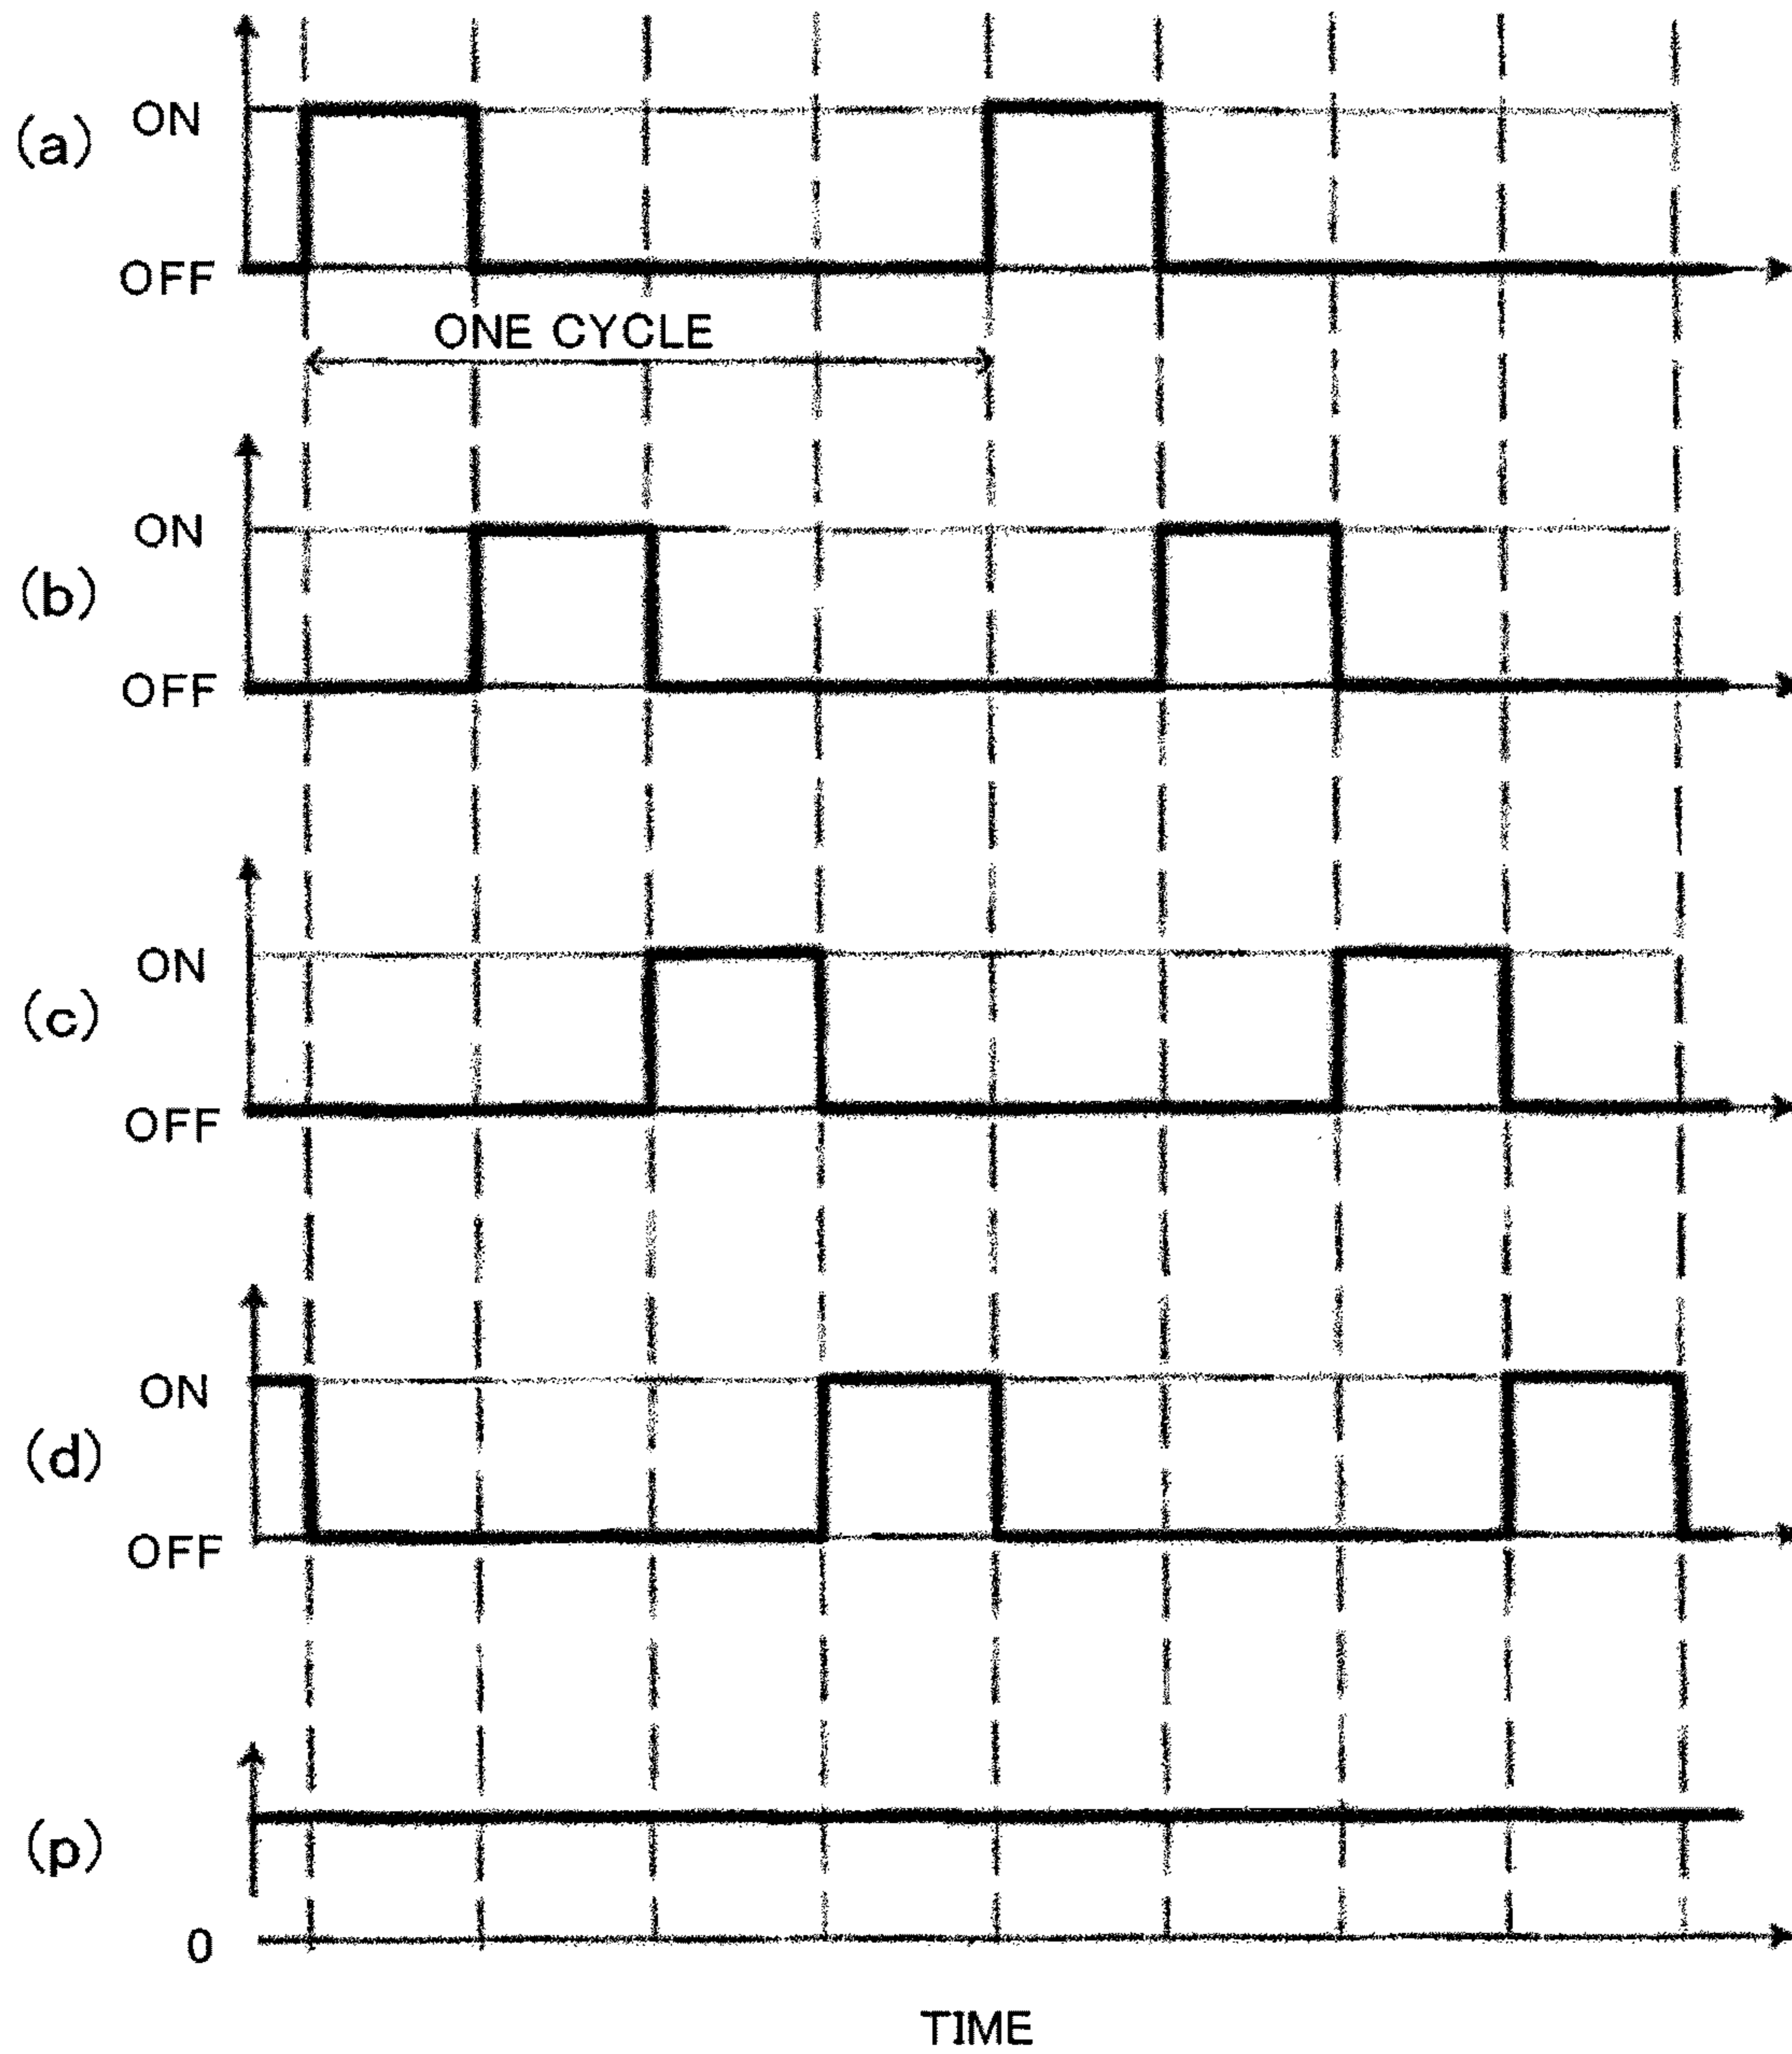 (a)
ON
OFF
ONE CYCLE
(b)
ON
OFF
(c)
ON
OFF
(d)
ON
OFF
(p)
0
TIME